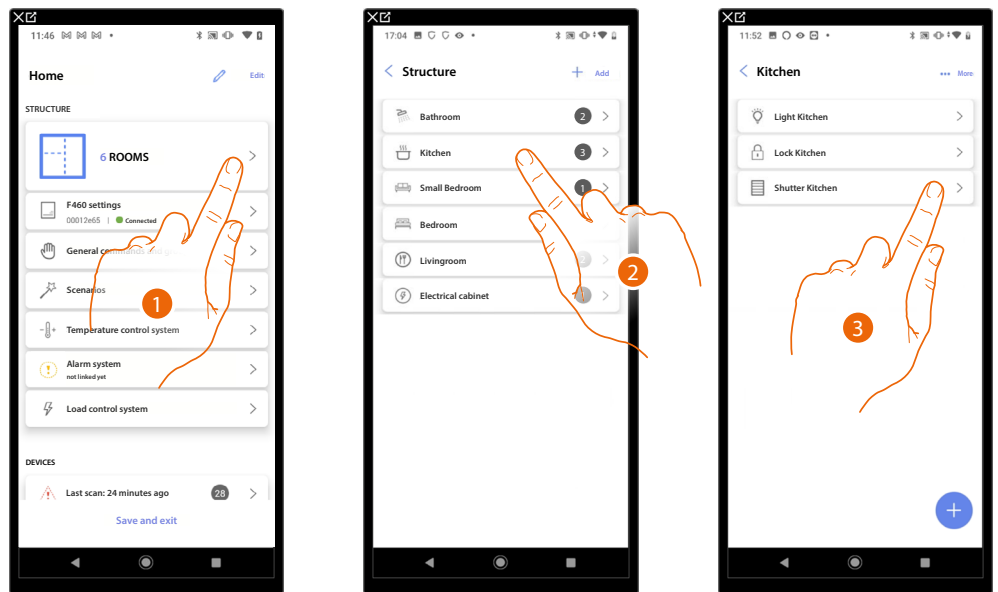 11:46
Home
Edit
STRUCTURE
6 ROOMS
F460 settings
00012e65 | Connected
General
Scenarios
1
Temperature control system
Alarm system
not linked yet
Load control system
DEVICES
Last scan: 24 minutes ago 28
Save and exit
17:04
Structure
+ Add
Bathroom 2
Kitchen 3
Small Bedroom 1
Bedroom
Livingroom
2
Electrical cabinet
11:52
Kitchen
More
Light Kitchen
Lock Kitchen
Shutter Kitchen
3
+